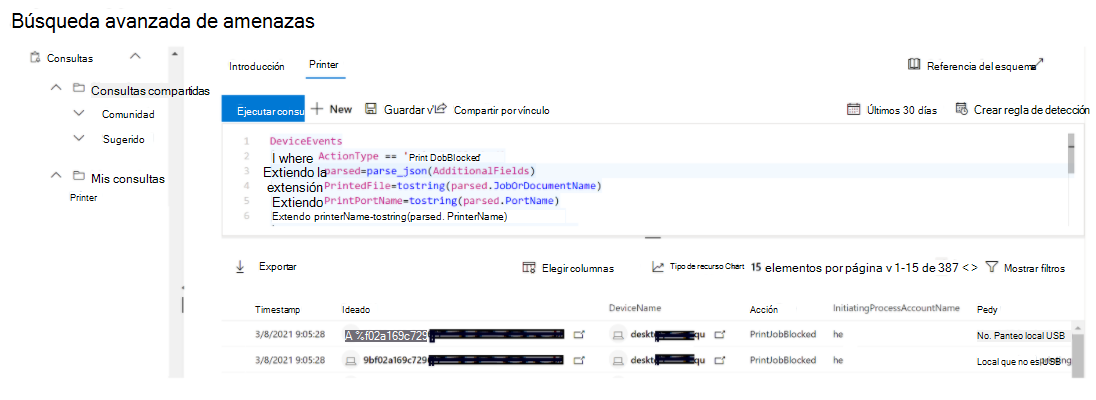 Búsqueda avanzada de amenazas
Consultas
Consultas compartidas
Comunidad
Sugerido
Mis consultas
Printer
Introducción Printer
Referencia del esquema
Ejecutar consu New Guardar Compartir por vínculo Últimos 30 días Crear regla de detección
1 DeviceEvents
2 | where ActionType == 'Print DobBlocked'
3 Extiendo la parsed=parse_json(AdditionalFields)
4 extensión PrintedFile=tostring(parsed.JobOrDocumentName)
5 Extiendo PrintPortName=tostring(parsed.PortName)
6 Extendo printerName-tostring(parsed. PrinterName)
Exportar Elegir columnas Tipo de recurso Chart 15 elementos por página v 1-15 de 387 <> Mostrar filtros
Timestamp Ideado DeviceName Acción InitiatingProcessAccountName Pedy
3/8/2021 9:05:28 A %f02a169c729 deskt qu PrintJobBlocked he No. Panteo local USB
3/8/2021 9:05:28 9bf02a169c729 deskt qu PrintJobBlocked he Local que no es USB